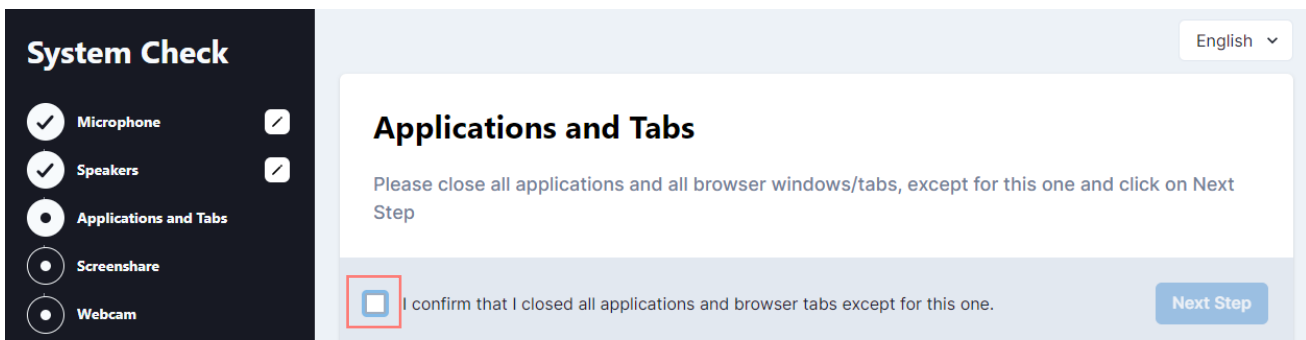 System Check
English
Microphone
Speakers
Applications and Tabs
Screenshare
Webcam
Applications and Tabs
Please close all applications and all browser windows/tabs, except for this one and click on Next
Step
I confirm that I closed all applications and browser tabs except for this one.
Next Step